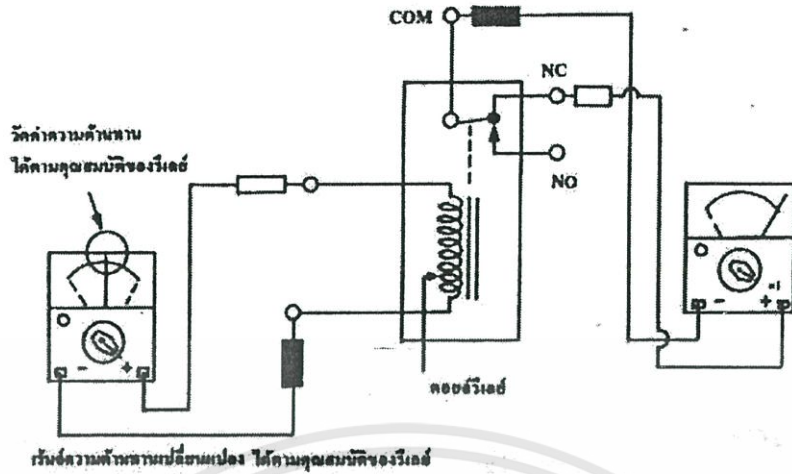 COM
NC
วัดค่าความต้านทาน
ได้ตามคุณสมบัติของรีเลย์
NO
- +
- +
×1
คอยล์รีเลย์
เร้นจ์ความต้านทานเปลี่ยนแปลง ได้ตามคุณสมบัติของรีเลย์